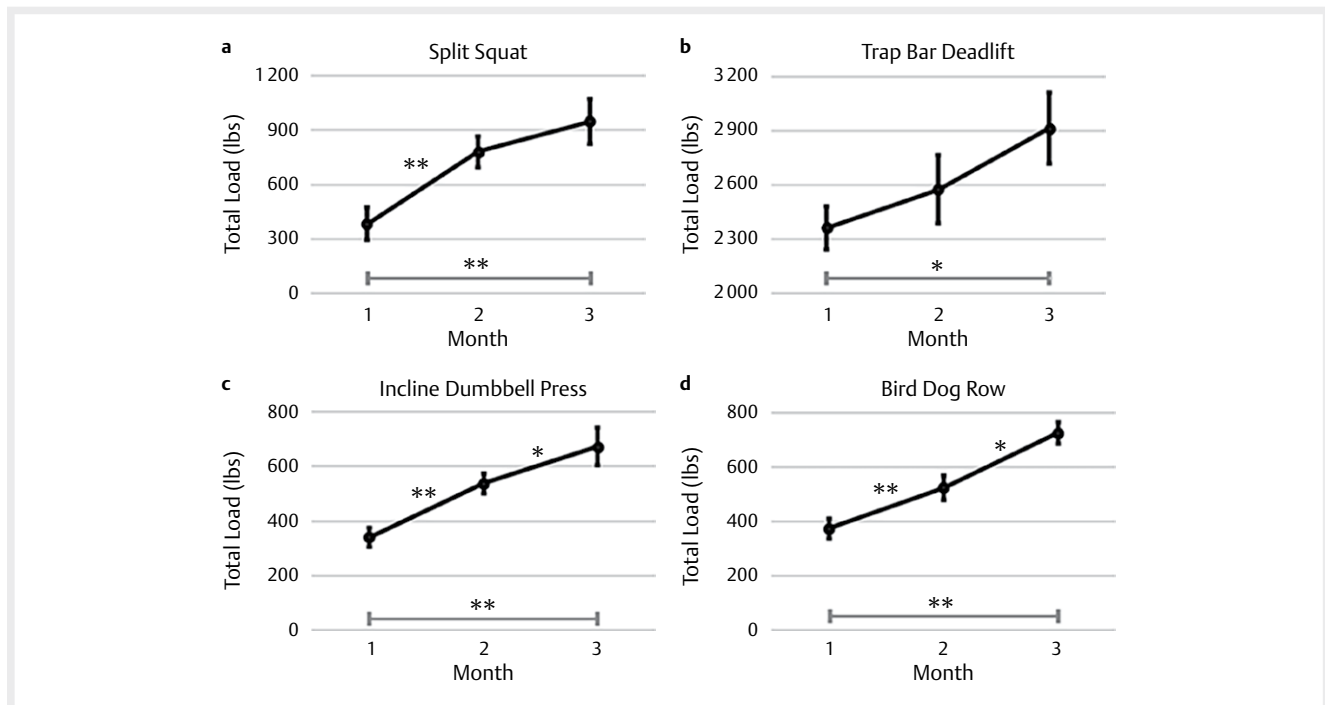 a
Split Squat
Total Load (lbs)
1 200
900
600
300
0
**
**
1 2 3
Month
b
Trap Bar Deadlift
Total Load (lbs)
3 200
2 900
2 600
2 300
2 000
*
1 2 3
Month
c
Incline Dumbbell Press
Total Load (lbs)
800
600
400
200
0
**
*
**
1 2 3
Month
d
Bird Dog Row
Total Load (lbs)
800
600
400
200
0
**
*
**
1 2 3
Month